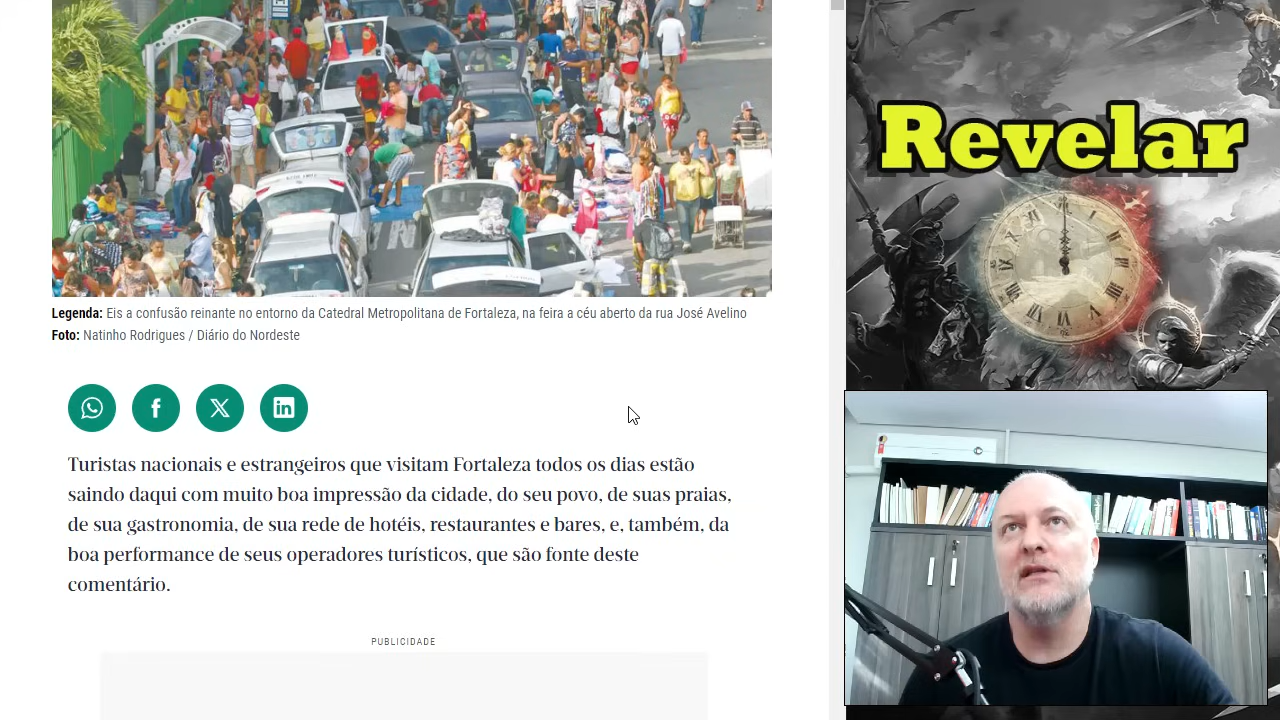 Revelar
Legenda: Eis a confusão reinante no entorno da Catedral Metropolitana de Fortaleza, na feira a céu aberto da rua José Avelino
Foto: Natinho Rodrigues / Diário do Nordeste
Turistas nacionais e estrangeiros que visitam Fortaleza todos os dias estão
saindo daqui com muito boa impressão da cidade, do seu povo, de suas praias,
de sua gastronomia, de sua rede de hotéis, restaurantes e bares, e, também, da
boa performance de seus operadores turísticos, que são fonte deste
comentário.
PUBLICIDADE